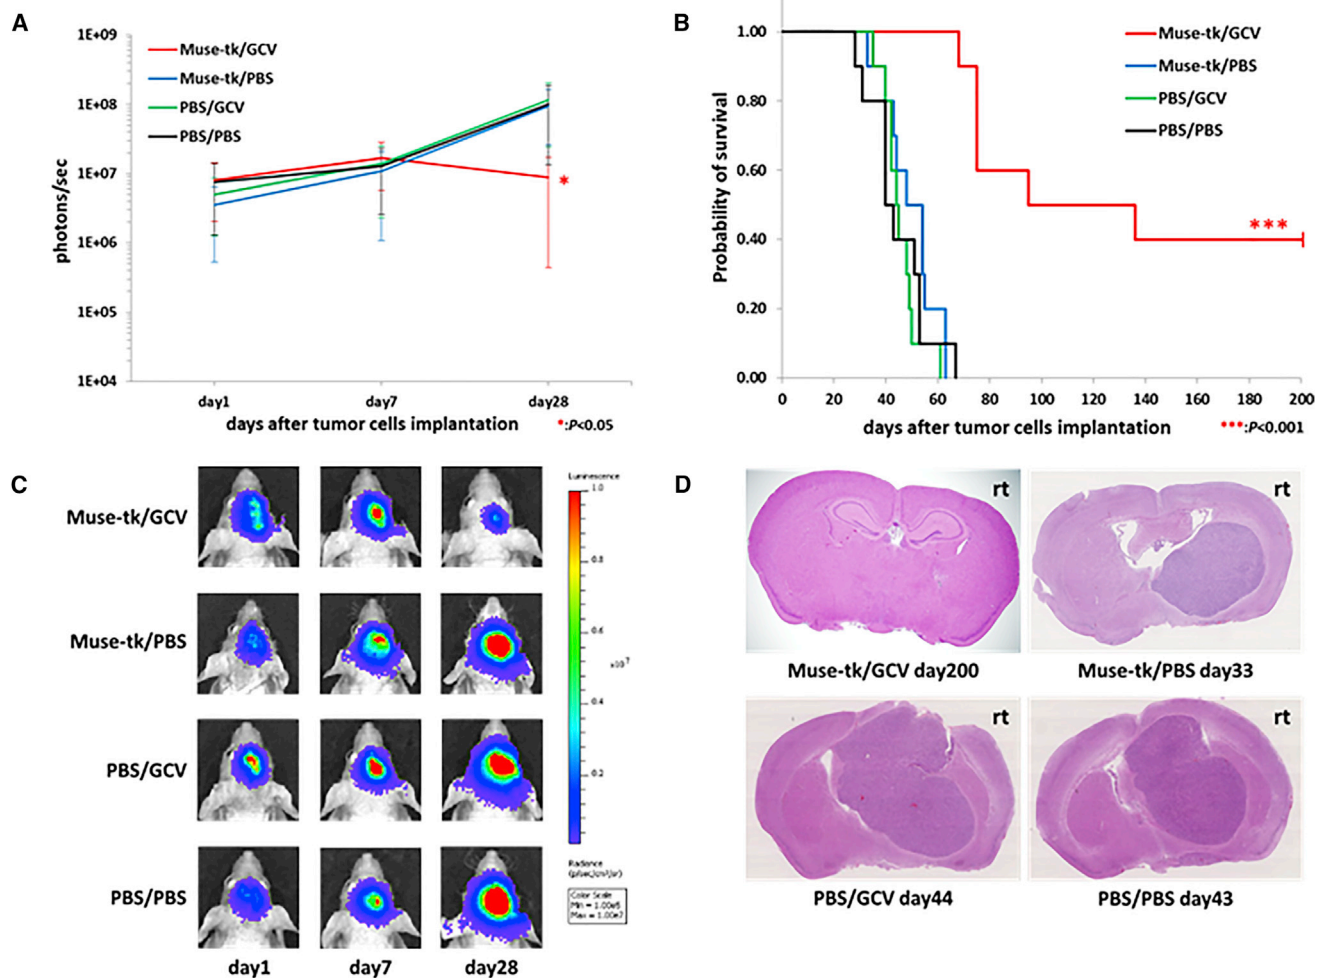 A
1E+09
1E+08
1E+07
1E+06
1E+05
1E+04
photons/sec
Muse-tk/GCV
Muse-tk/PBS
PBS/GCV
PBS/PBS
*
day1 day7 day28
days after tumor cells implantation
*:P<0.05
B
1.00
0.80
0.60
0.40
0.20
0.00
Probability of survival
Muse-tk/GCV
Muse-tk/PBS
PBS/GCV
PBS/PBS
***
0 20 40 60 80 100 120 140 160 180 200
days after tumor cells implantation
***:P<0.001
C
Muse-tk/GCV
Muse-tk/PBS
PBS/GCV
PBS/PBS
day1 day7 day28
Luminescence
1.0
0.8
0.6
x10⁷
0.4
0.2
Radiance
(p/sec/cm²/sr)
Color Scale
Min = 1.00e6
Max = 1.00e7
D
rt
Muse-tk/GCV day200
rt
Muse-tk/PBS day33
rt
PBS/GCV day44
rt
PBS/PBS day43